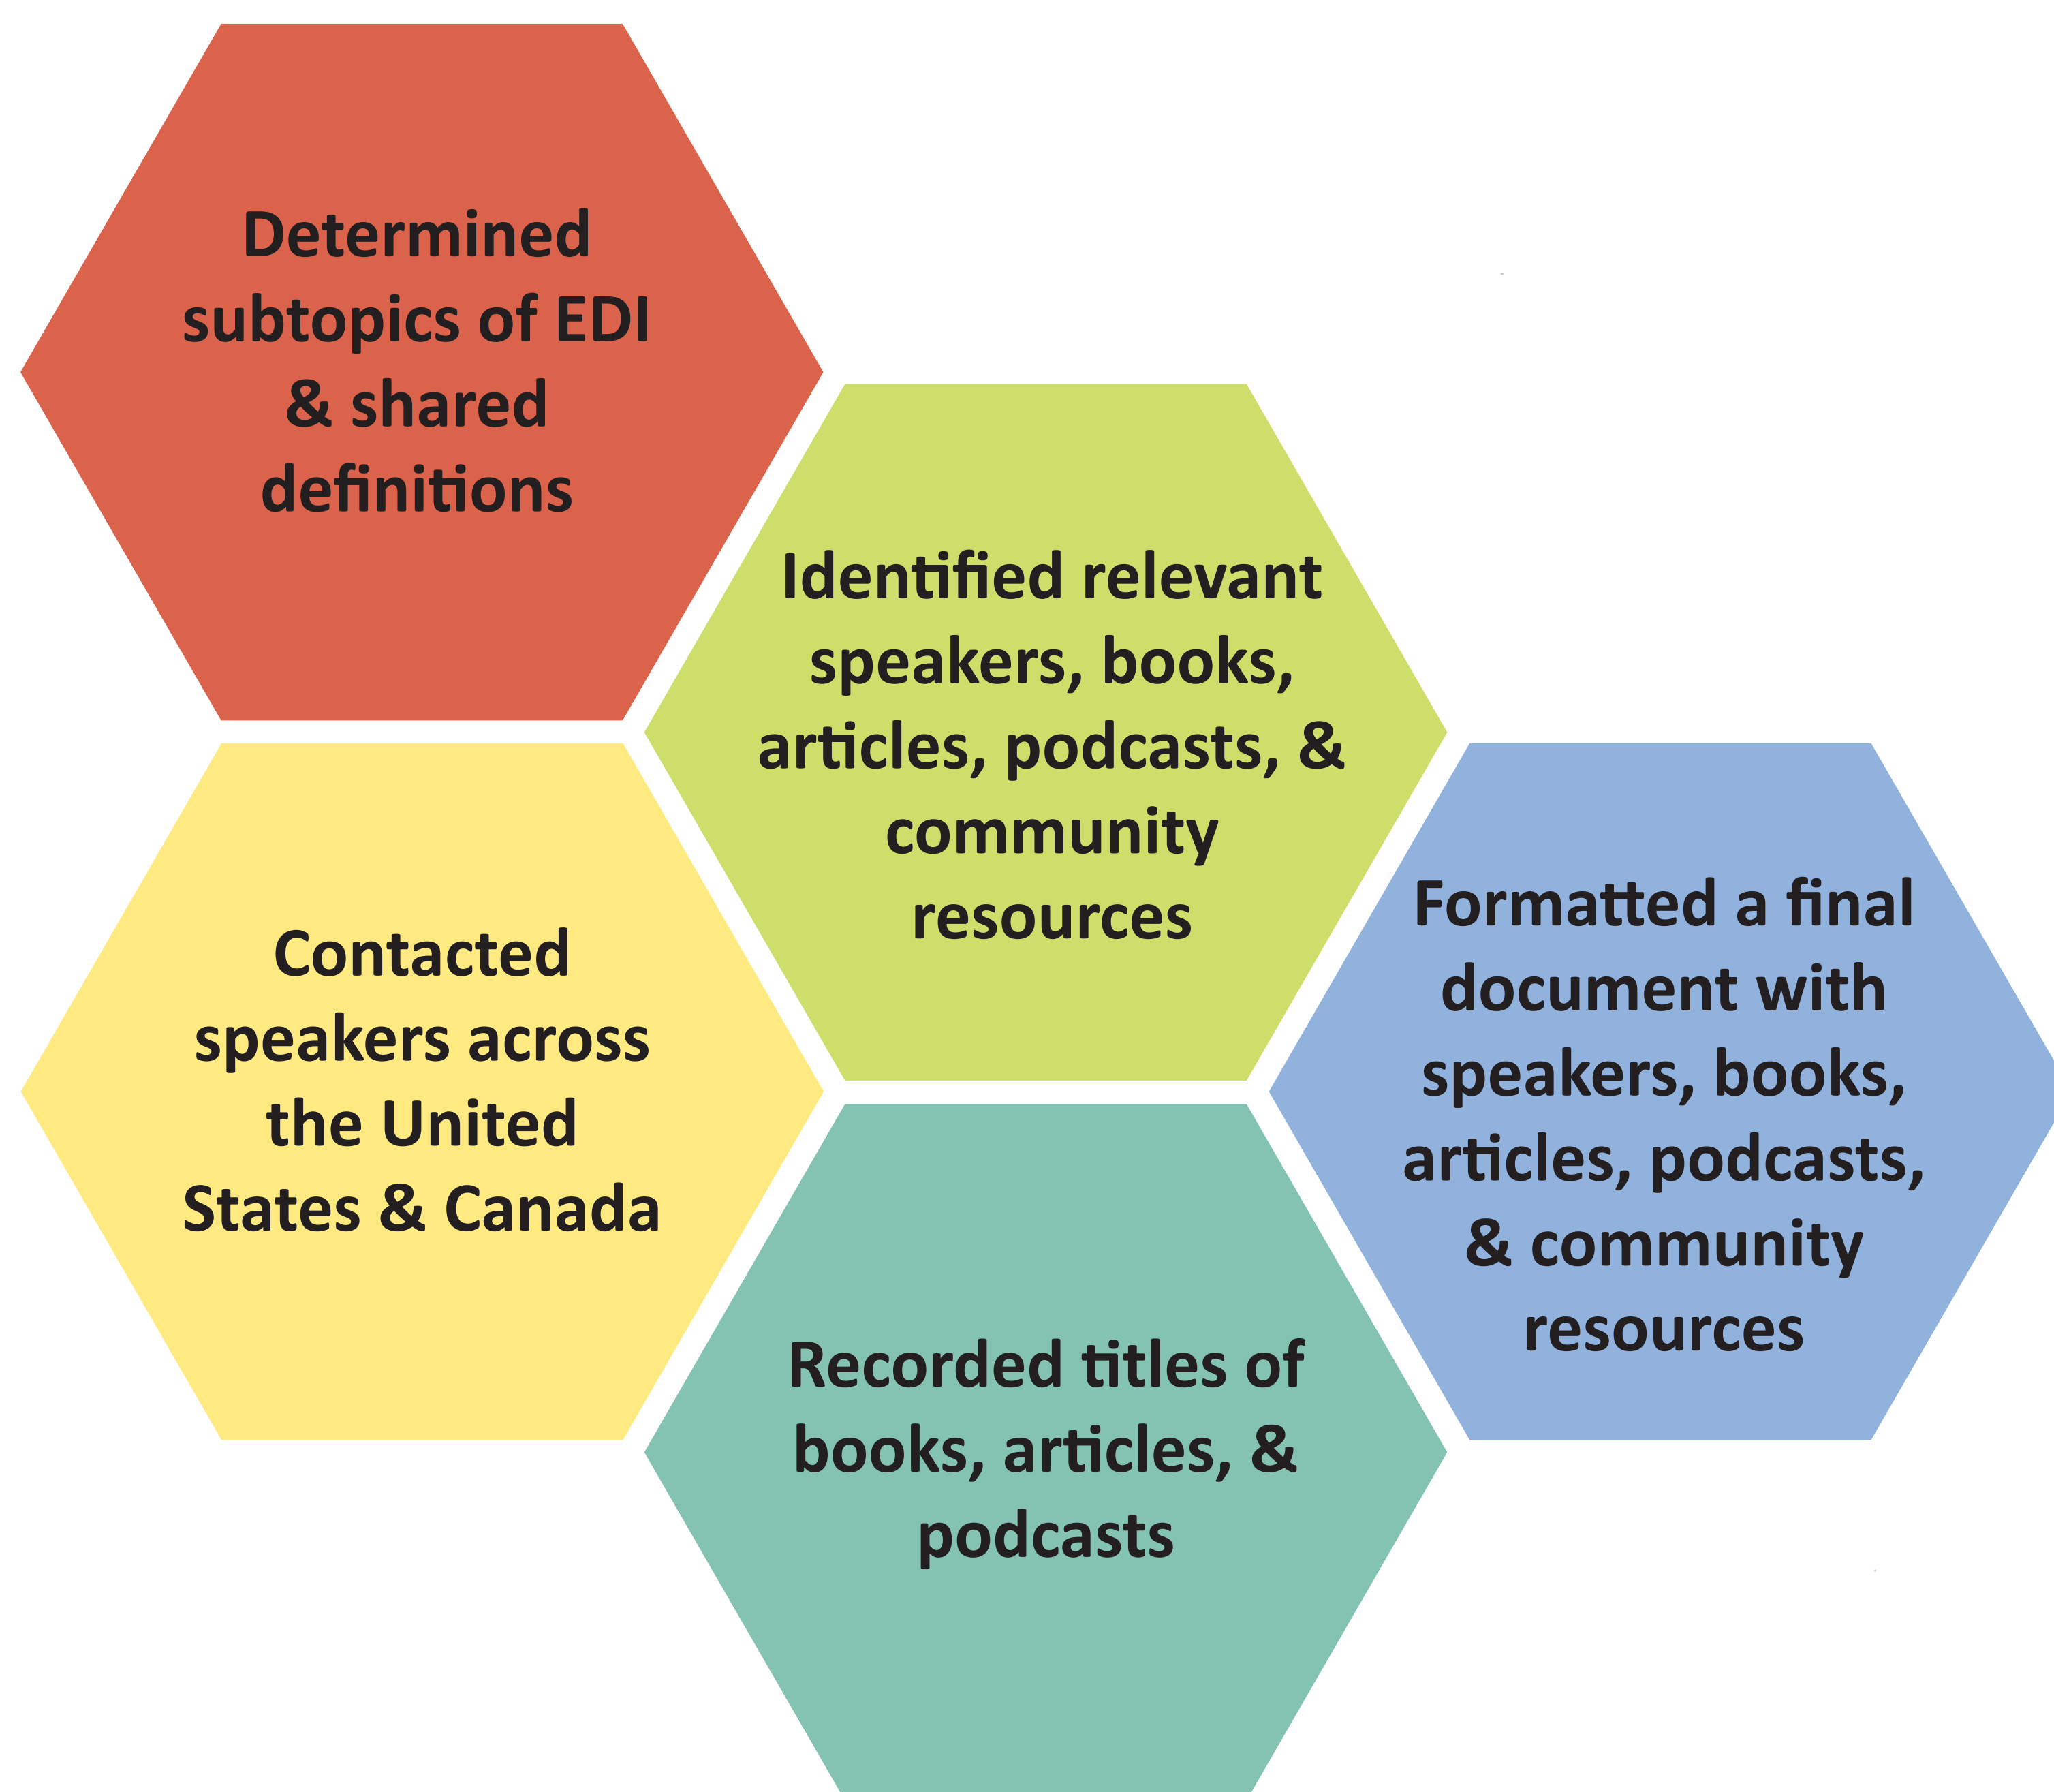 Determined
subtopics of EDI
& shared
definitions
Identified relevant
speakers, books,
articles, podcasts, &
community
resources
Contacted
speakers across
the United
States & Canada
Recorded titles of
books, articles, &
podcasts
Formatted a final
document with
speakers, books,
articles, podcasts,
& community
resources